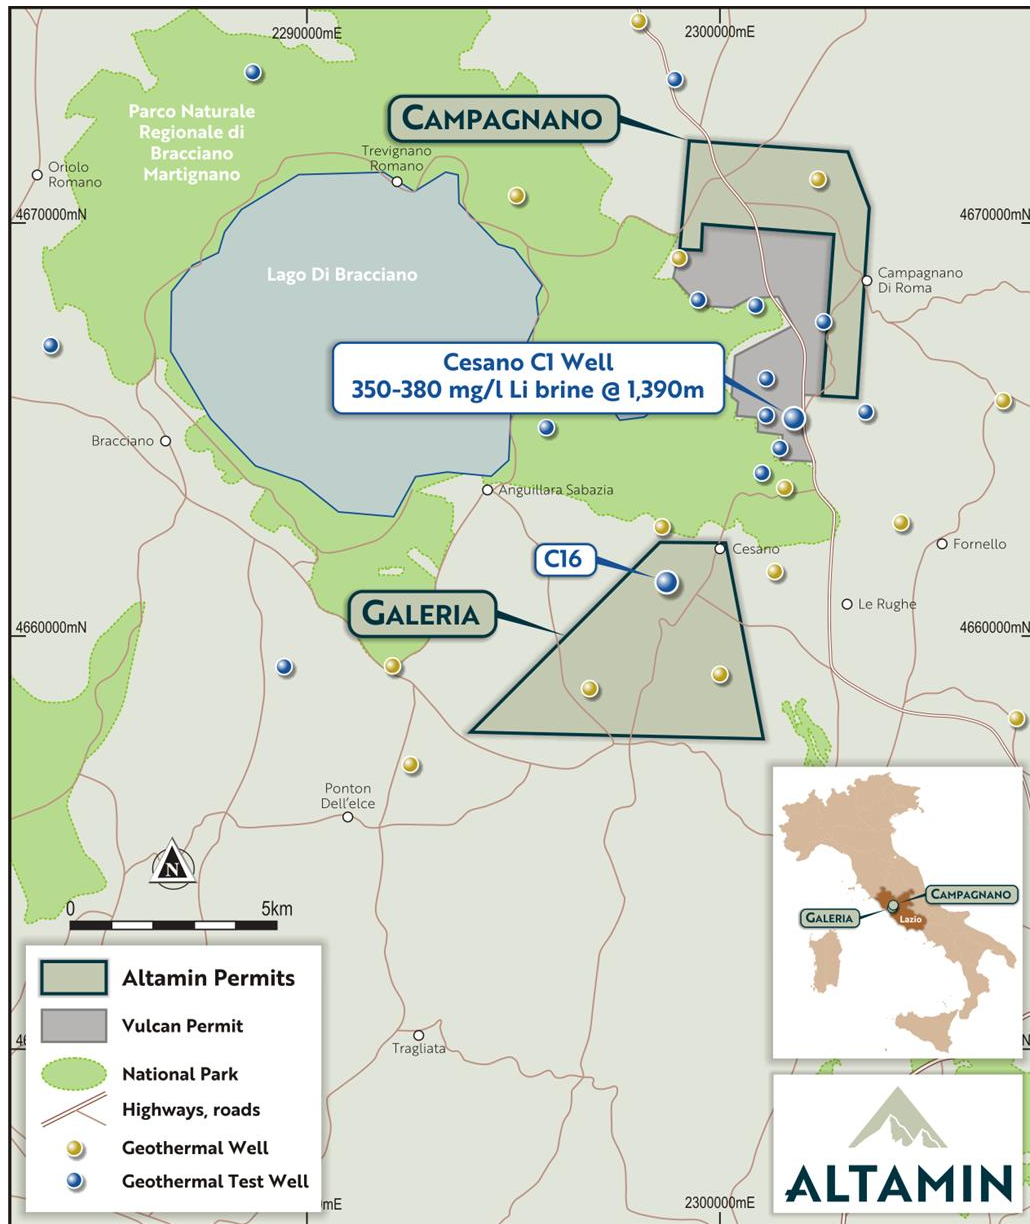 2290000mE
2300000mE
Parco Naturale
Regionale di
Bracciano
Martignano
CAMPAGNANO
Trevignano
Romano
Oriolo
Romano
4670000mN
4670000mN
Lago Di Bracciano
Campagnano
Di Roma
Cesano C1 Well
350-380 mg/l Li brine @ 1,390m
Bracciano
Anguillara Sabazia
C16
Cesano
Fornello
GALERIA
Le Rughe
4660000mN
4660000mN
Ponton
Dell'elce
N
0
5km
CAMPAGNANO
GALERIA
Lazio
Altamin Permits
Vulcan Permit
National Park
Highways, roads
Geothermal Well
Geothermal Test Well
Tragliata
2300000mE
ALTAMIN